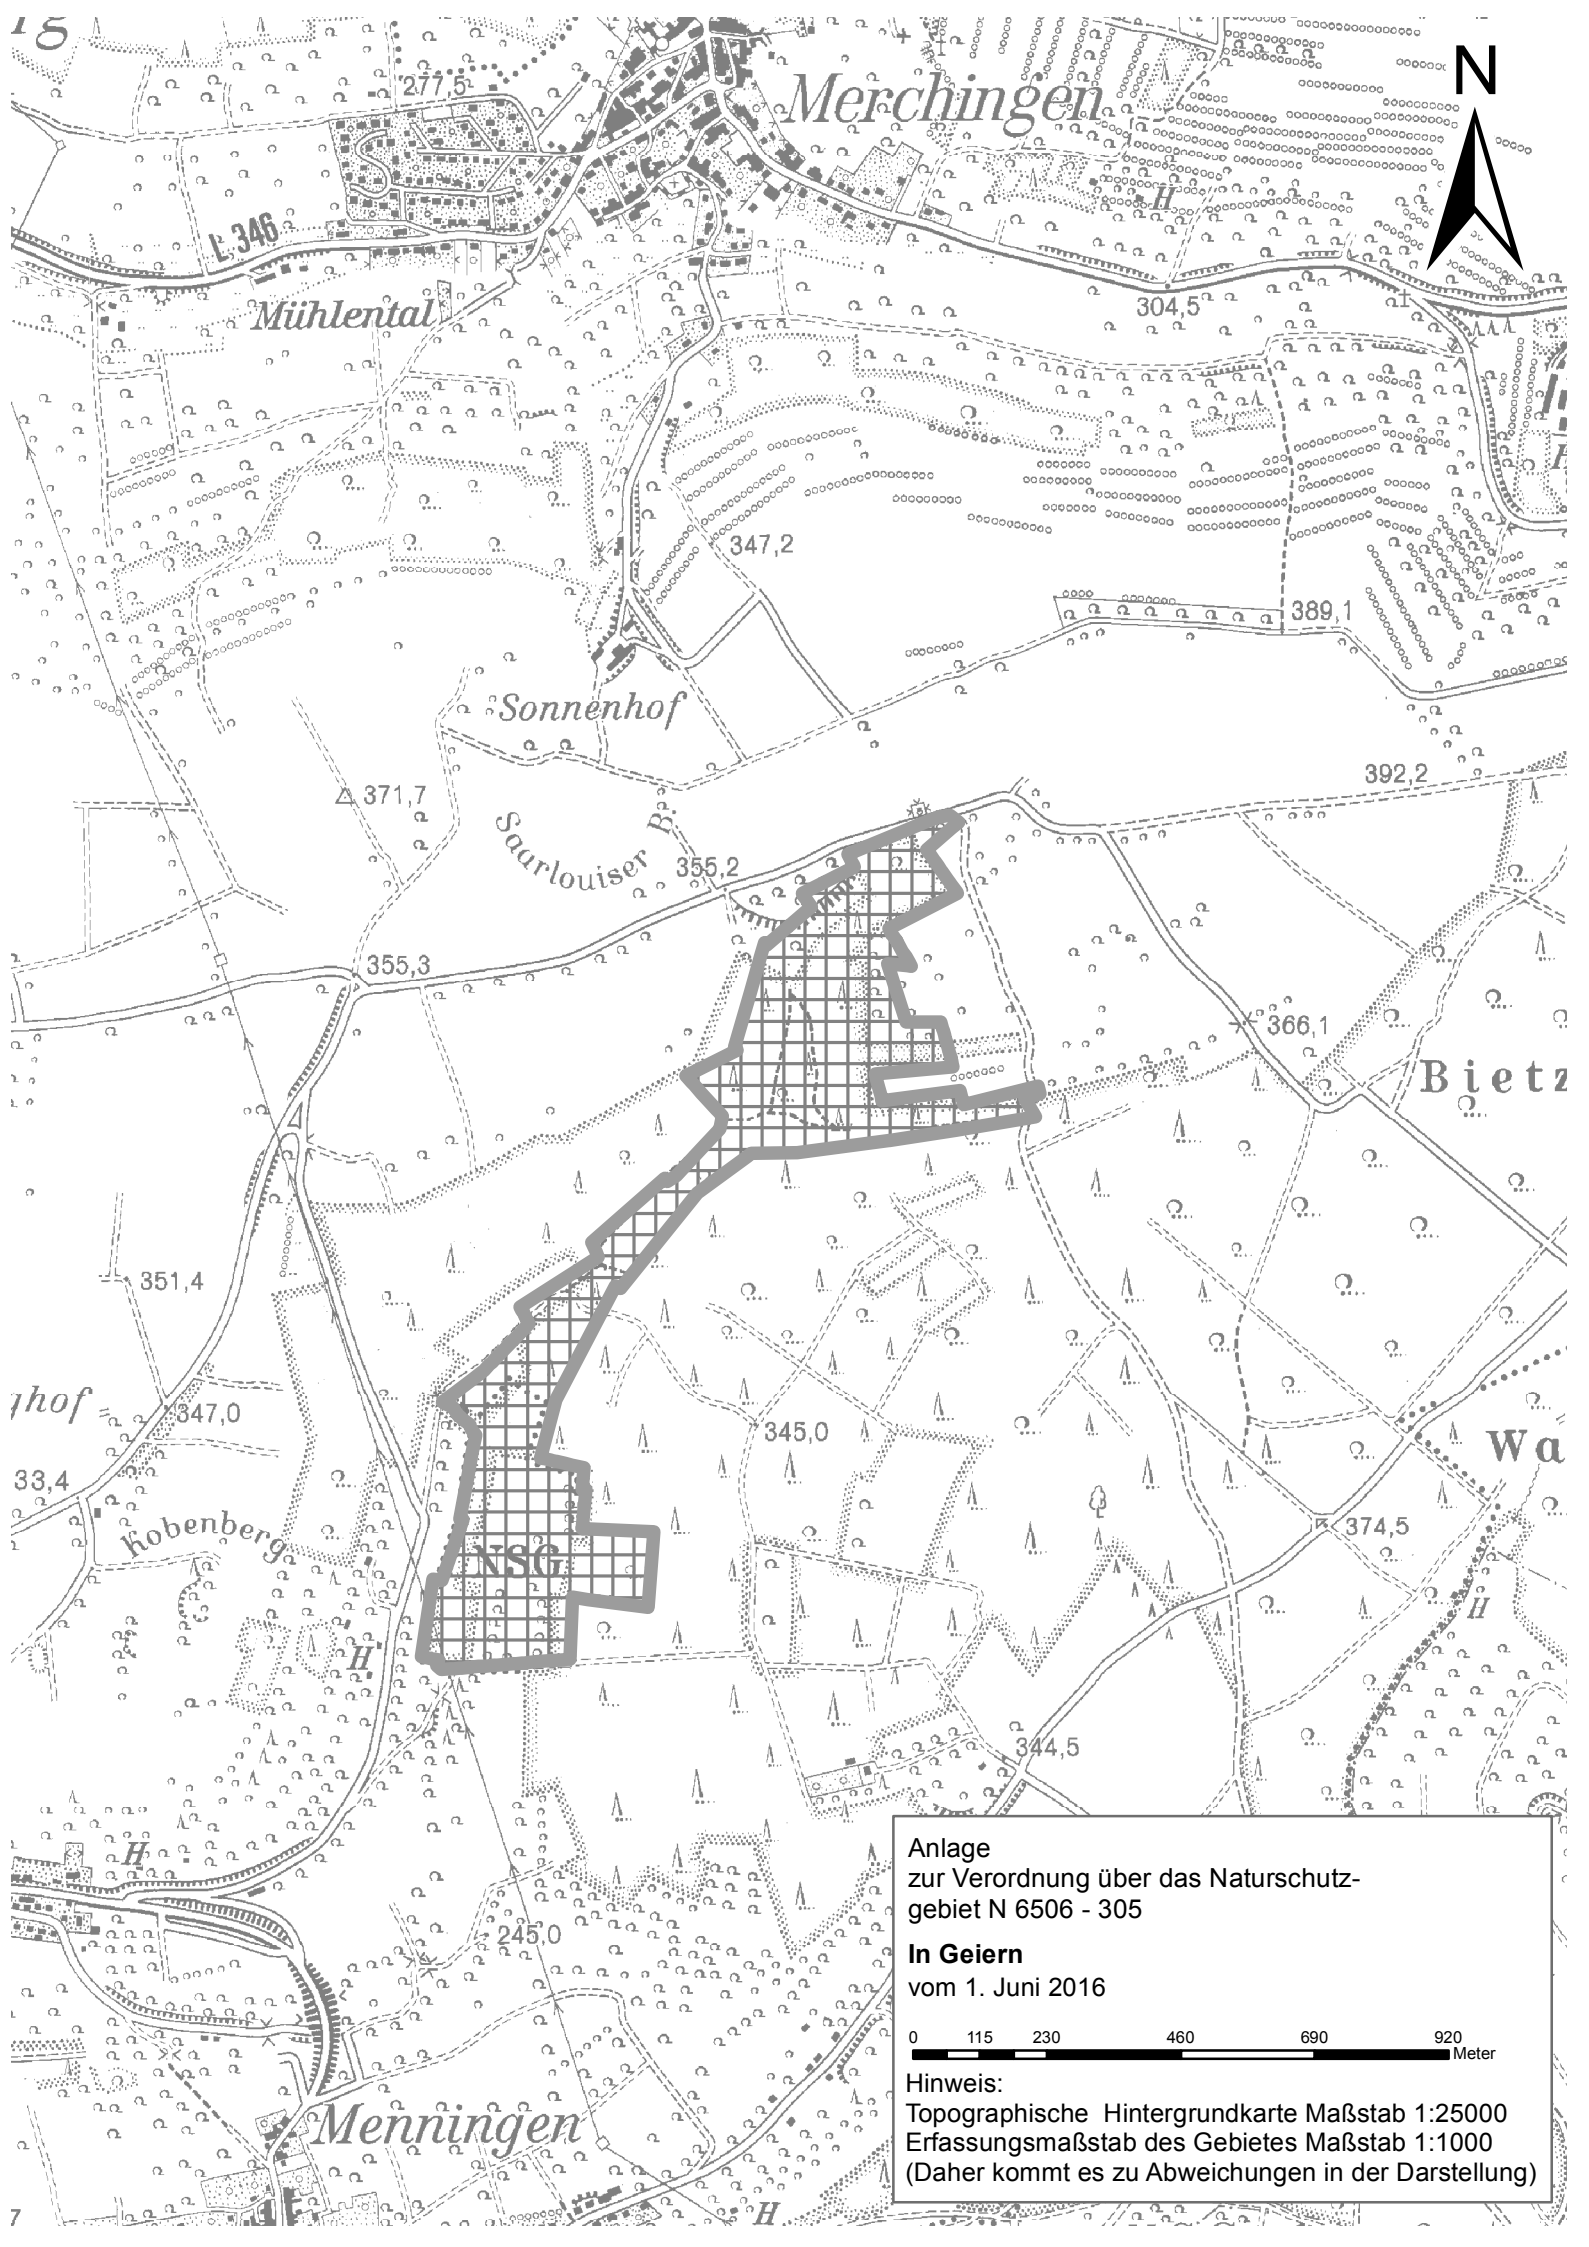 N
277,5
Merchingen
H
L 346
Mühlental
304,5
347,2
389,1
Sonnenhof
392,2
371,7
Saarlouiser B.
355,2
355,3
366,1
Bietz
351,4
ghof
347,0
345,0
Wa
33,4
Kobenberg
374,5
NSG
H
H
344,5
H
245,0
Menningen
H
7
Anlage
zur Verordnung über das Naturschutz-
gebiet N 6506 - 305
In Geiern
vom 1. Juni 2016
0 115 230 460 690 920
Meter
Hinweis:
Topographische Hintergrundkarte Maßstab 1:25000
Erfassungsmaßstab des Gebietes Maßstab 1:1000
(Daher kommt es zu Abweichungen in der Darstellung)